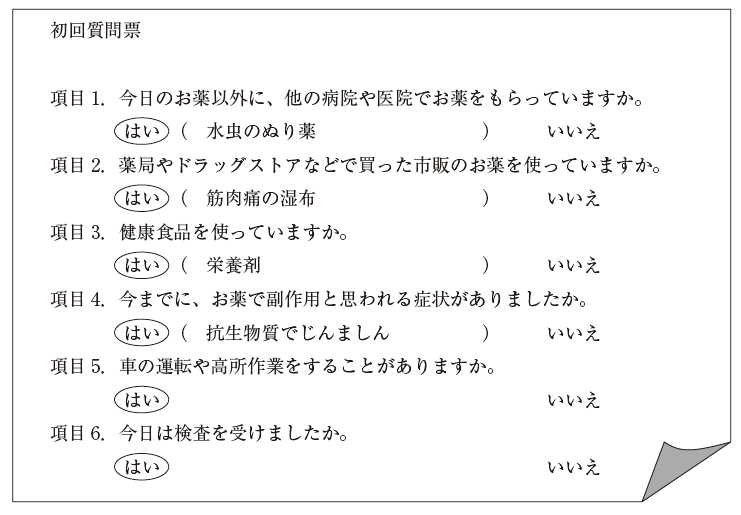 初回質問票
項目1．今日のお薬以外に、他の病院や医院でお薬をもらっていますか。
はい（　水虫のぬり薬　）　いいえ
項目2．薬局やドラッグストアなどで買った市販のお薬を使っていますか。
はい（　筋肉痛の湿布　）　いいえ
項目3．健康食品を使っていますか。
はい（　栄養剤　）　いいえ
項目4．今までに、お薬で副作用と思われる症状がありましたか。
はい（　抗生物質でじんましん　）　いいえ
項目5．車の運転や高所作業をすることがありますか。
はい　いいえ
項目6．今日は検査を受けましたか。
はい　いいえ